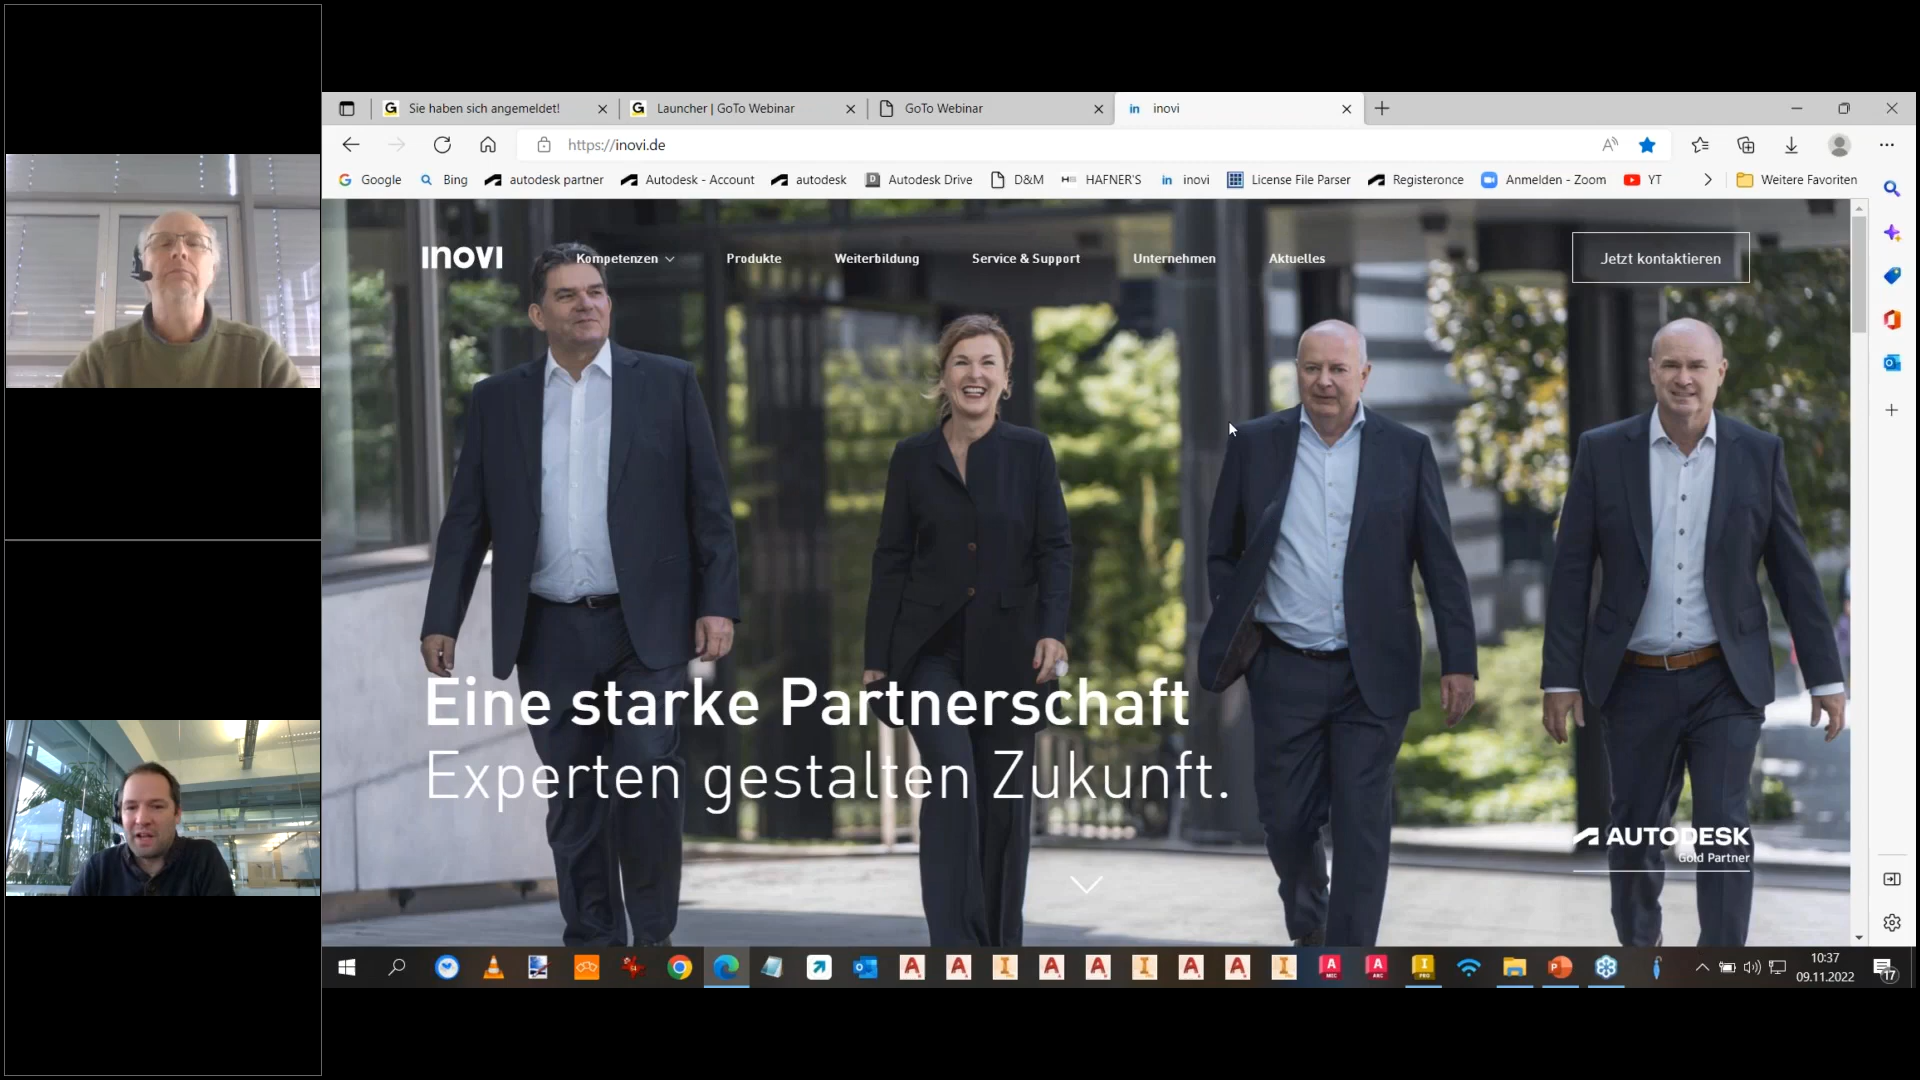 Sie haben sich angemeldet!
Launcher | GoTo Webinar
GoTo Webinar
in inovi
https://inovi.de
Google
Bing
autodesk partner
Autodesk - Account
autodesk
Autodesk Drive
D&M
HAFNER'S
in inovi
License File Parser
Registeronce
Anmelden - Zoom
YT
Weitere Favoriten
INOVI
Kompetenzen
Produkte
Weiterbildung
Service & Support
Unternehmen
Aktuelles
Jetzt kontaktieren
Eine starke Partnerschaft
Experten gestalten Zukunft.
AUTODESK
Gold Partner
10:37
09.11.2022
17